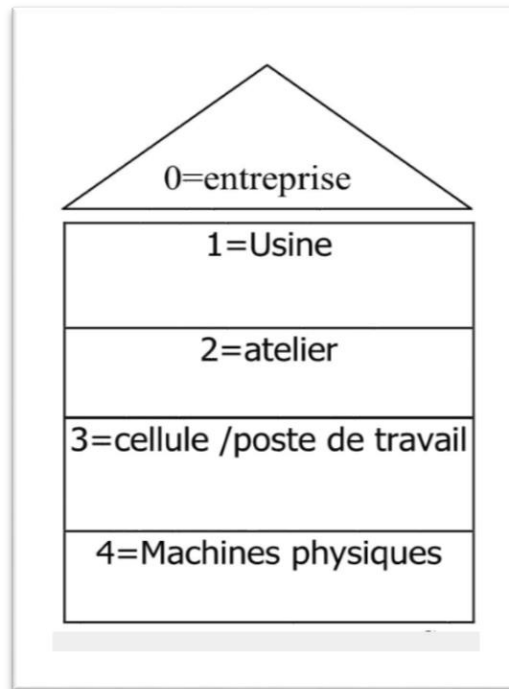 0=entreprise
1=Usine
2=atelier
3=cellule /poste de travail
4=Machines physiques